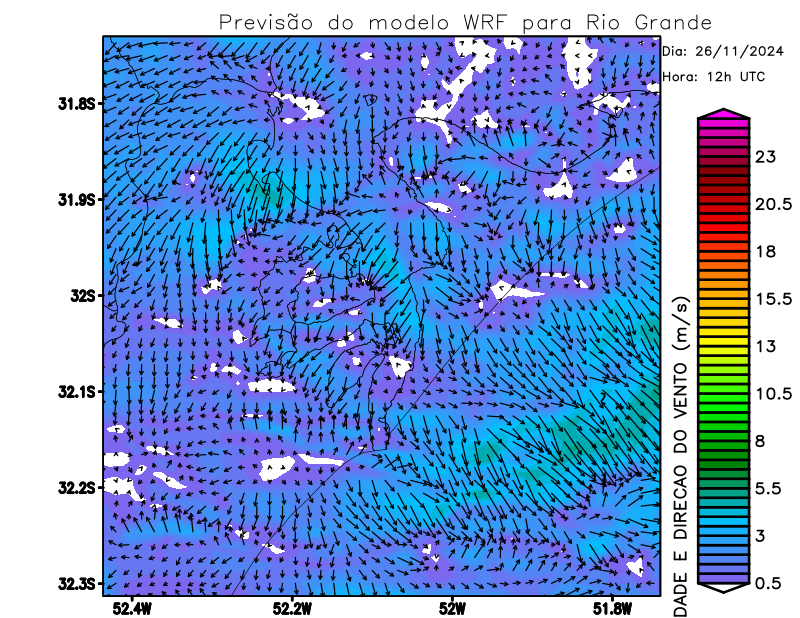 Previsão do modelo WRF para Rio Grande
Dia: 26/11/2024
Hora: 12h UTC
31.8S
31.9S
32S
32.1S
32.2S
32.3S
52.4W
52.2W
52W
51.8W
23
20.5
18
15.5
13
10.5
8
5.5
3
0.5
DADE E DIRECAO DO VENTO (m/s)